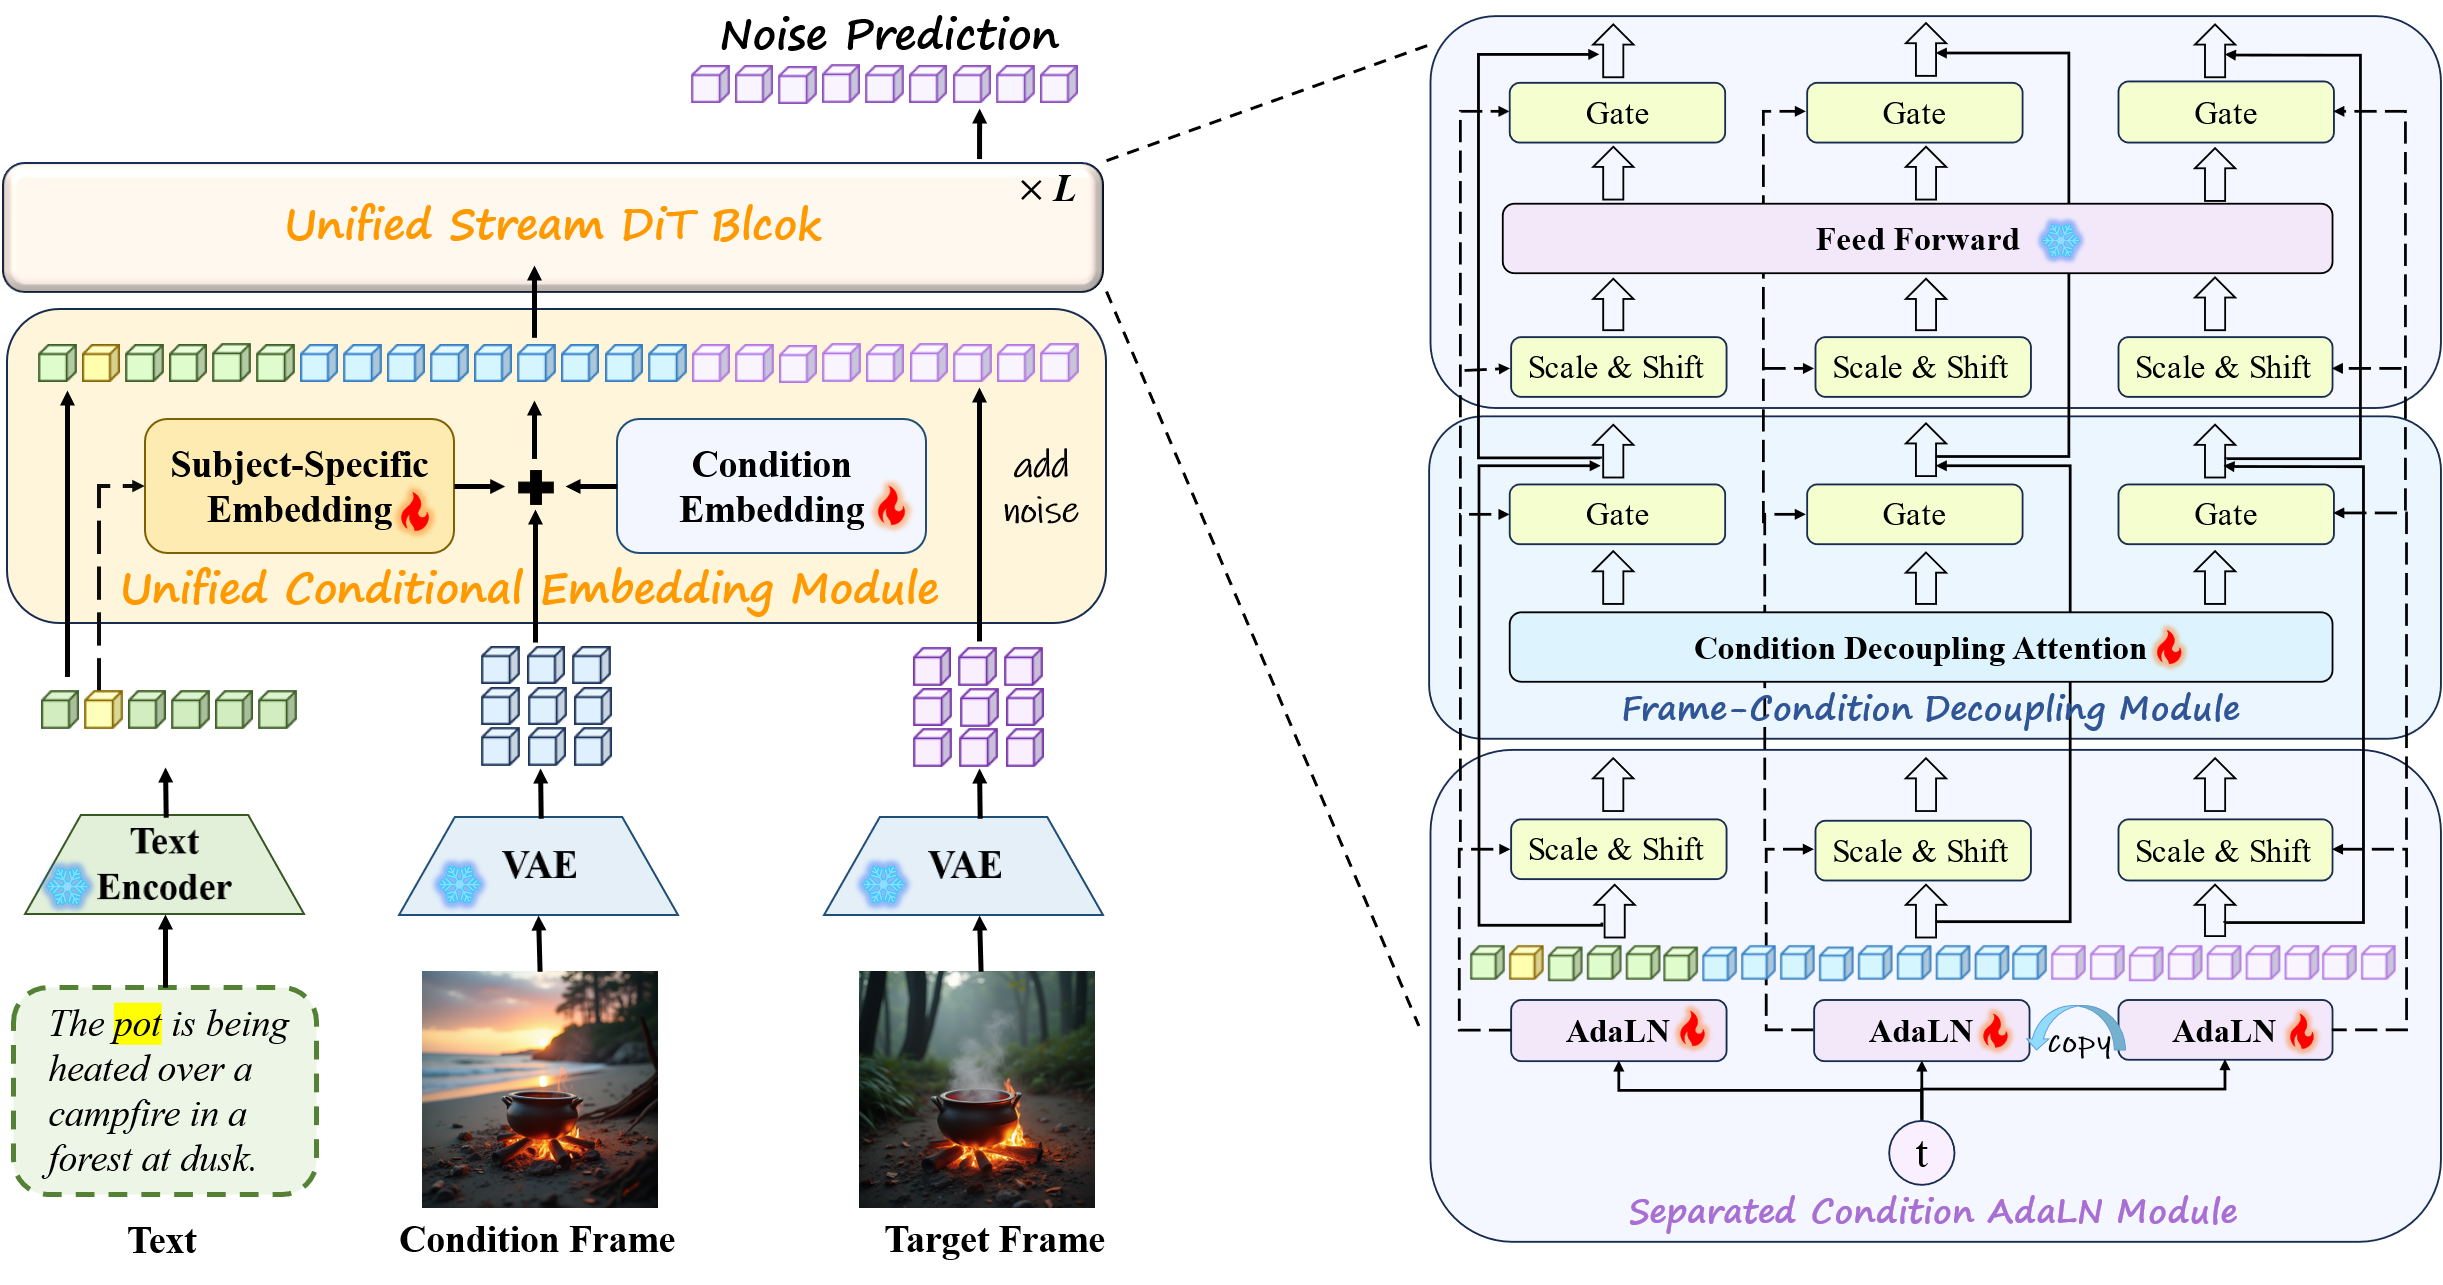 Noise Prediction
× L
Unified Stream DiT Blcok
Subject-Specific
Embedding
Condition
Embedding
add
noise
Unified Conditional Embedding Module
Text
Encoder
VAE
VAE
The pot is being
heated over a
campfire in a
forest at dusk.
Text
Condition Frame
Target Frame
Gate
Gate
Gate
Feed Forward
Scale & Shift
Scale & Shift
Scale & Shift
Gate
Gate
Gate
Condition Decoupling Attention
Frame-Condition Decoupling Module
Scale & Shift
Scale & Shift
Scale & Shift
AdaLN
AdaLN
COPY
AdaLN
t
Separated Condition AdaLN Module